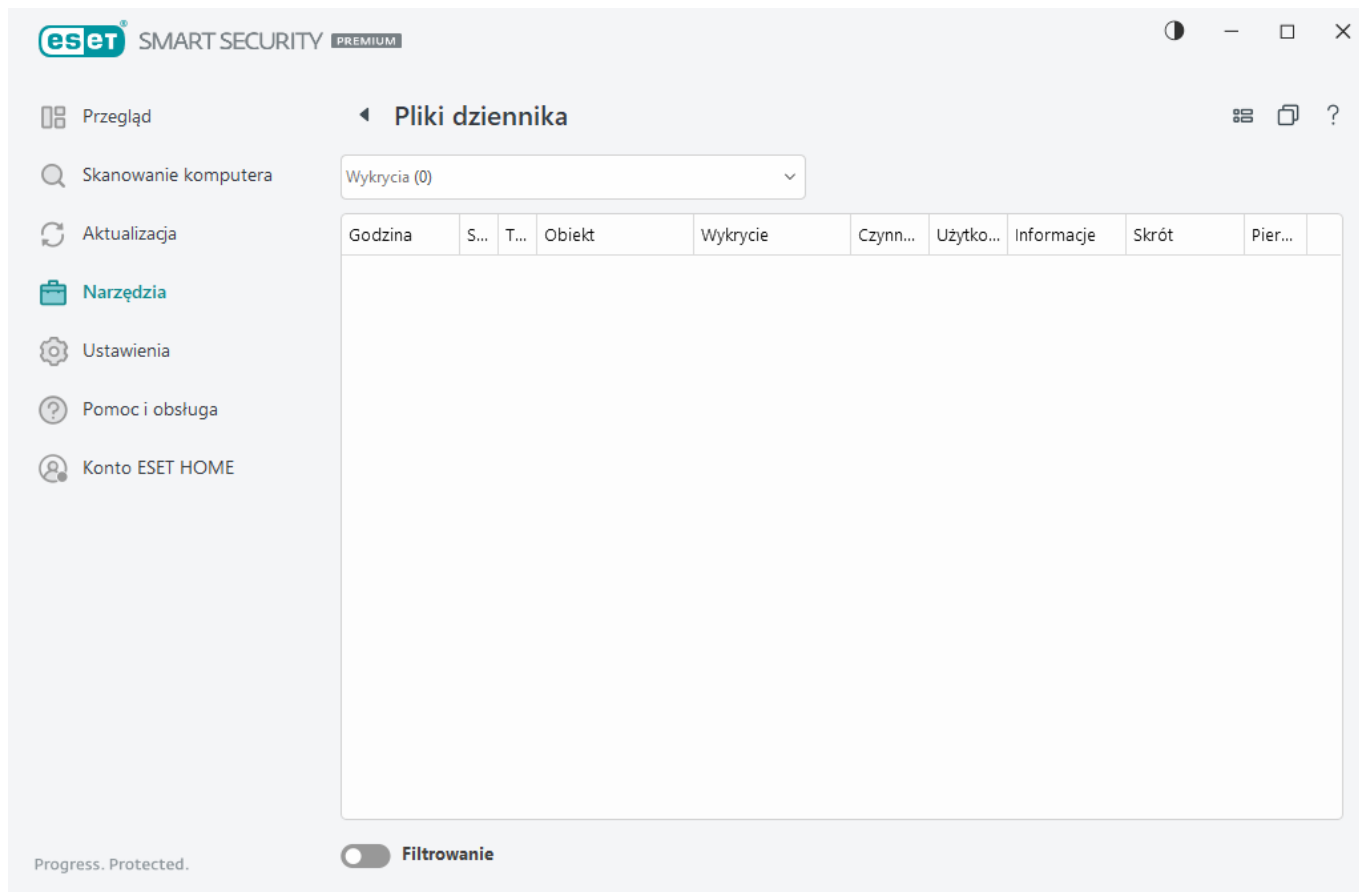 eset® SMART SECURITY PREMIUM
Przegląd
Skanowanie komputera
Aktualizacja
Narzędzia
Ustawienia
Pomoc i obsługa
Konto ESET HOME
Progress. Protected.
Pliki dziennika
?
Wykrycia (0)
Godzina S... T... Obiekt Wykrycie Czynn... Użytko... Informacje Skrót Pier...
Filtrowanie